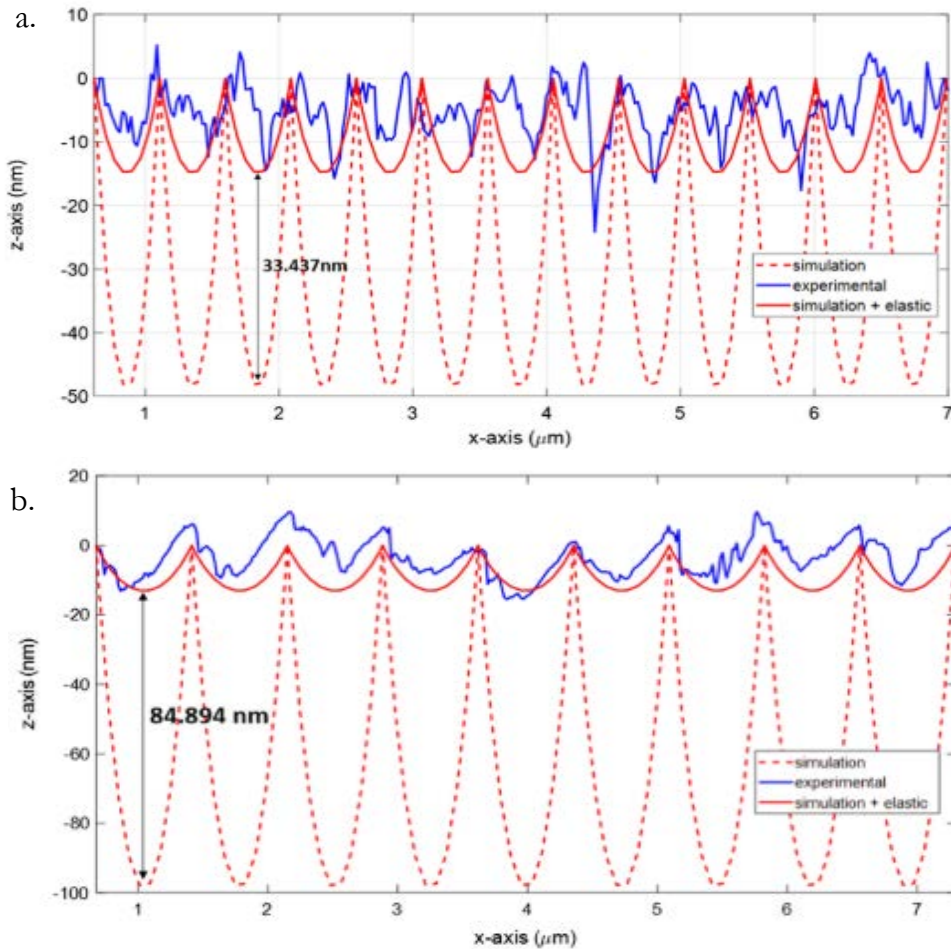 a.
10
0
-10
-20
-30
-40
-50
z-axis (nm)
33.437nm
simulation
experimental
simulation + elastic
1 2 3 4 5 6 7
x-axis (μm)
b.
20
0
-20
-40
-60
-80
-100
z-axis (nm)
84.894 nm
simulation
experimental
simulation + elastic
1 2 3 4 5 6 7
x-axis (μm)